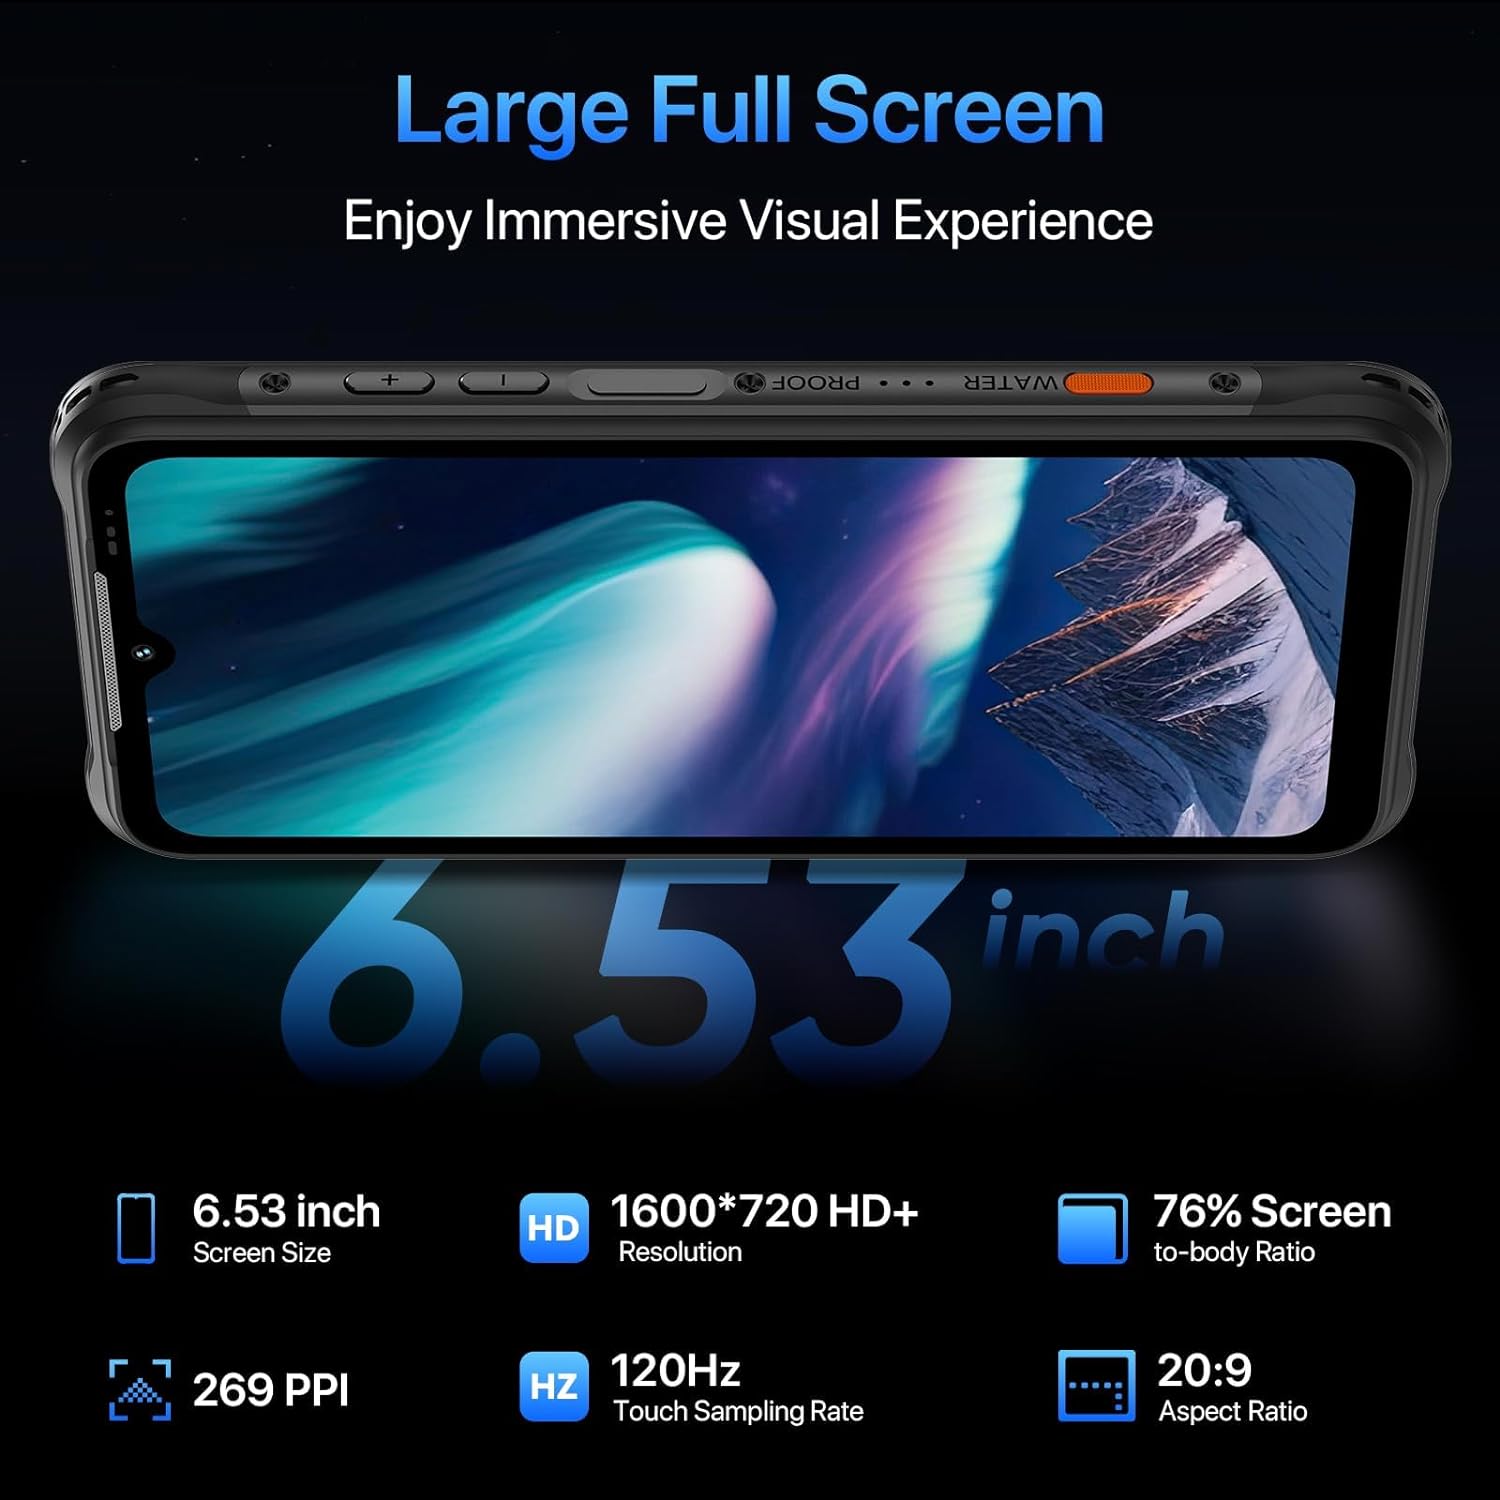 Large Full Screen
Enjoy Immersive Visual Experience
+ - PROOF • • • WATER
6.53 inch
6.53 inch
Screen Size
HD
1600*720 HD+
Resolution
76% Screen
to-body Ratio
269 PPI
HZ
120Hz
Touch Sampling Rate
20:9
Aspect Ratio